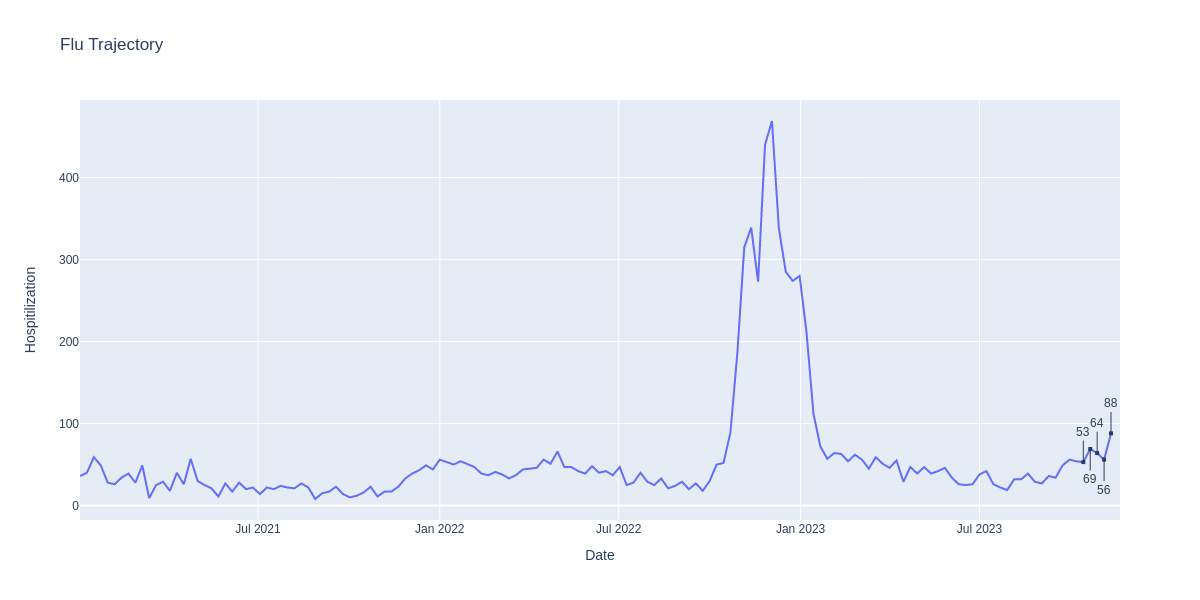 Flu Trajectory
Hospitilization
400
300
200
100
0
88
64
53
69
56
Jul 2021
Jan 2022
Jul 2022
Jan 2023
Jul 2023
Date